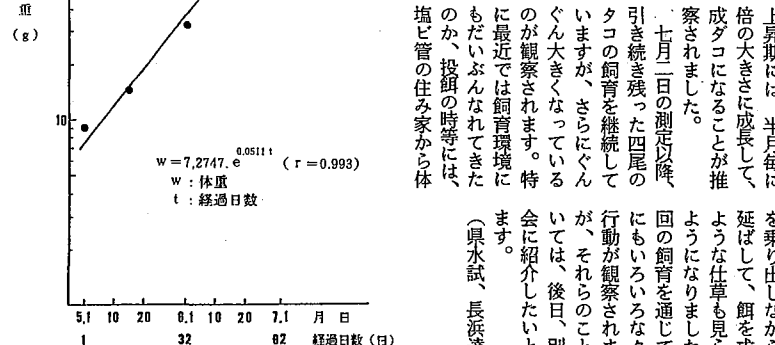 重
(g)
10
w=7,2747.e^0.0511t (r=0.993)
w:体重
t:経過日数
5,1 10 20 6,1 10 20 7,1 月 日
1 32 62 経過日数(日)
上昇期には、半月毎に
倍の大きさに成長して、
成ダコになることが推
察されました。
七月二日の測定以降、
引き続き残った四尾の
タコの飼育を継続して
いますが、さらにぐん
ぐん大きくなっている
のが観察されます。特
に最近では飼育環境に
もだいぶんなれてきた
のか、投餌の時等には、
塩ビ管の住み家から体
を乗り出しなが
延ばして、餌を
ような仕草も見
ようになりました
回の飼育を通じて
にもいろいろな
行動が観察されま
が、それらのこと
いては、後日、別
会に紹介したいと
ます。
(県水試、長浜